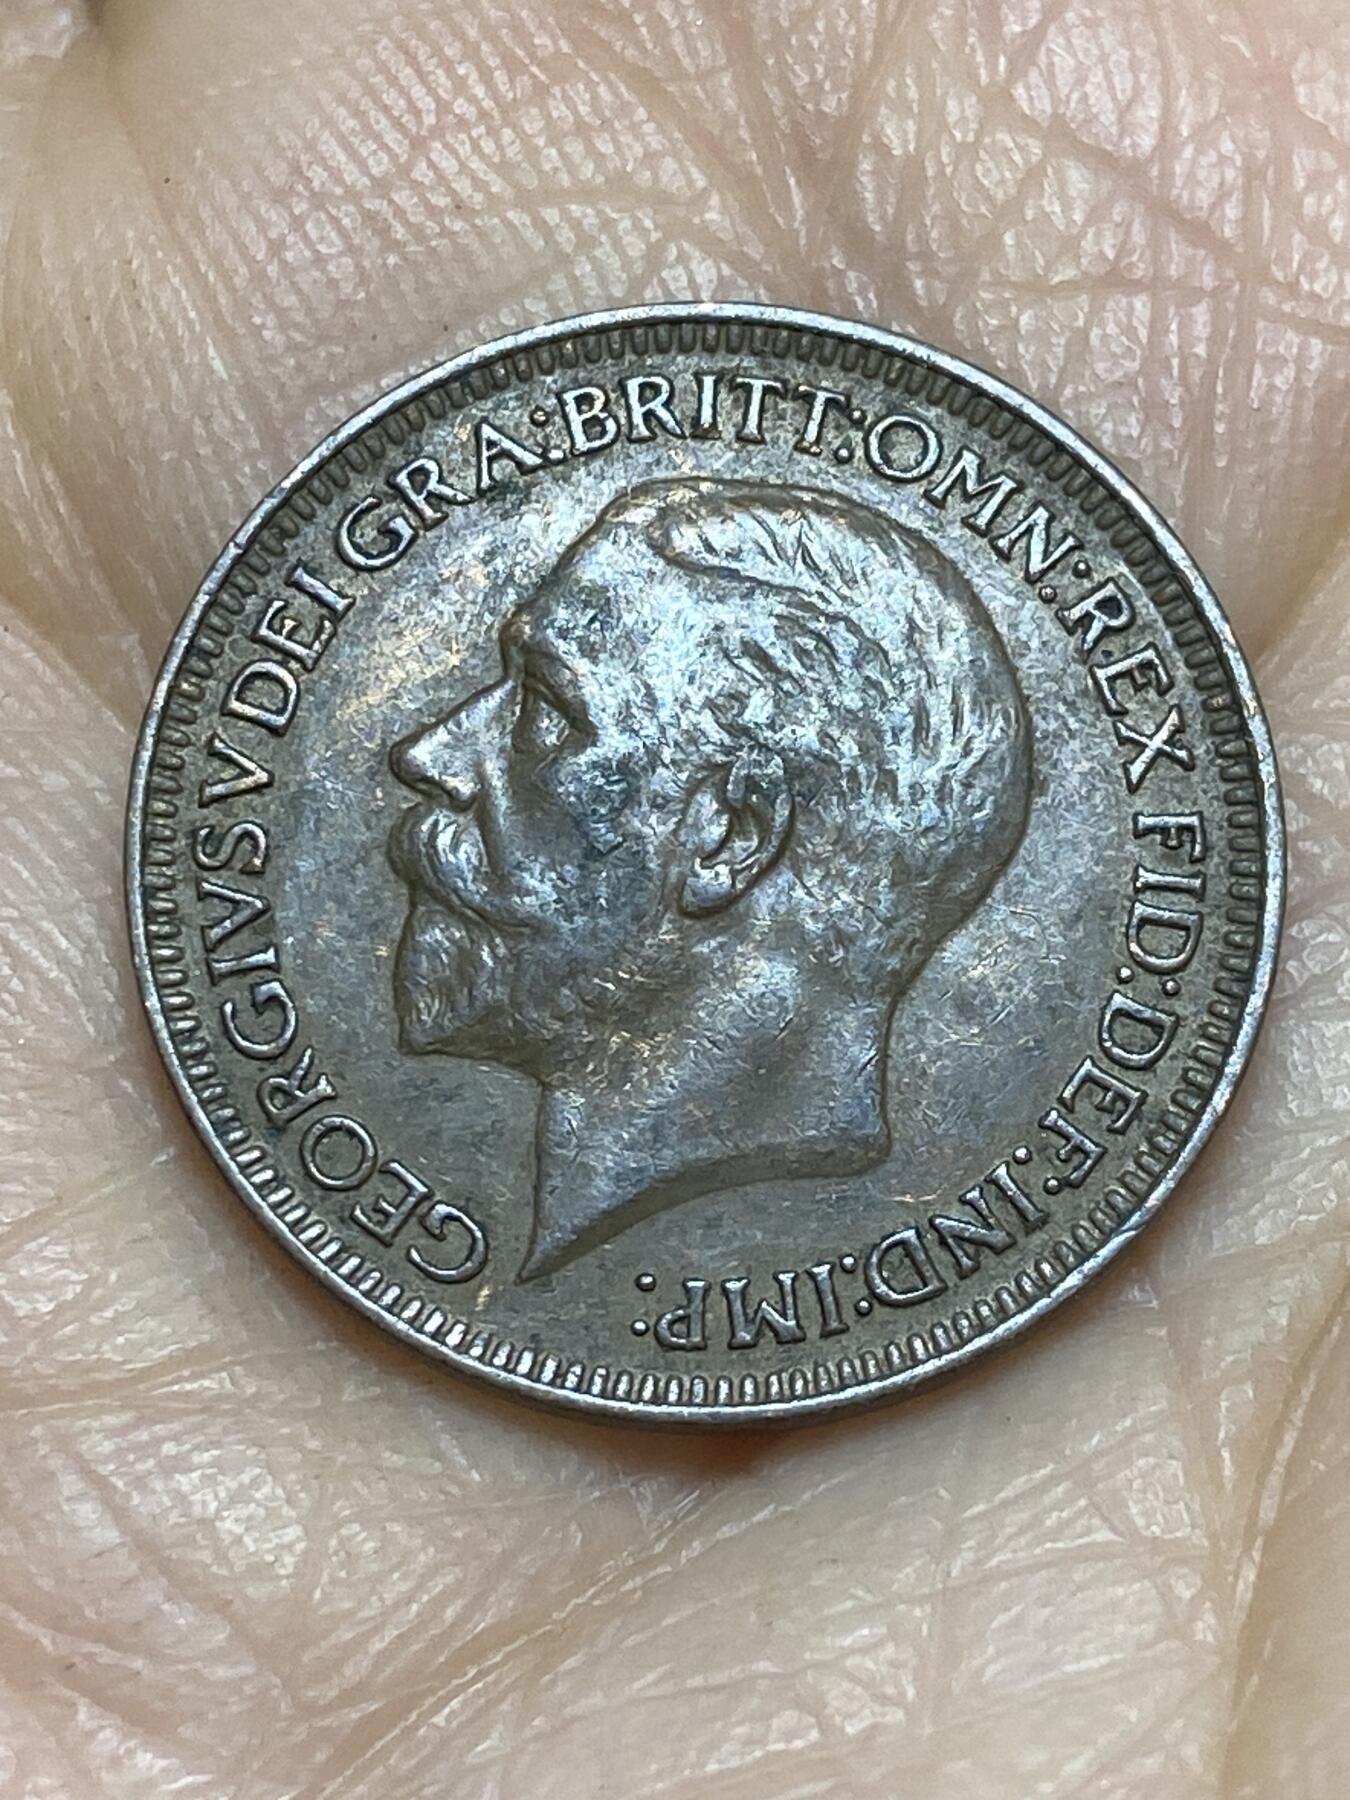 GEORGIVS V DEI GRA: BRITT: OMN: REX FID: DEF: IND: IMP: